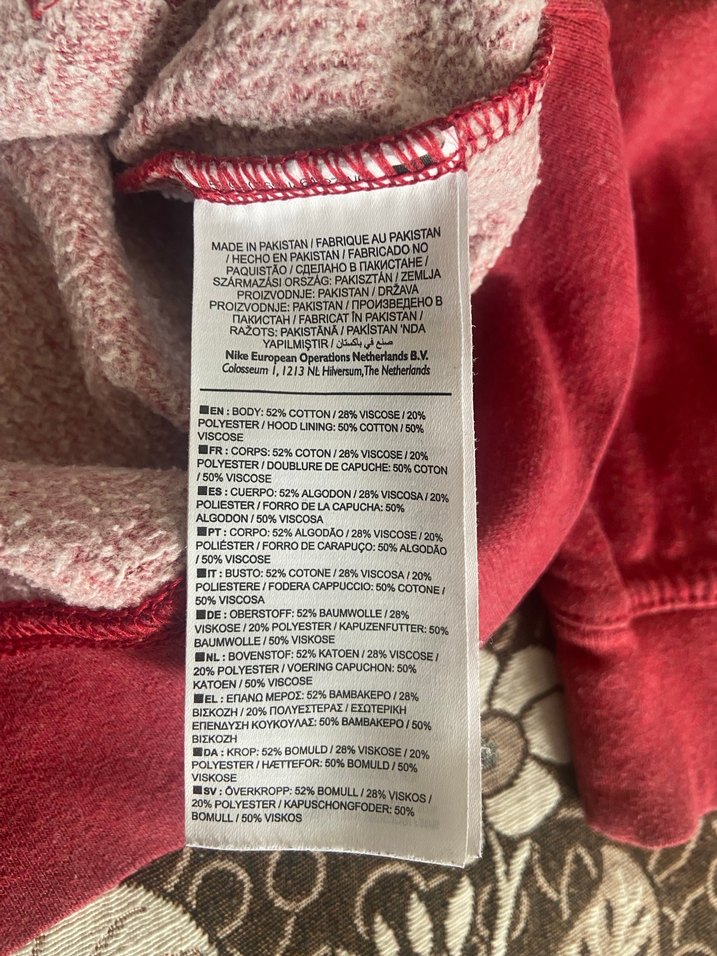 MADE IN PAKISTAN / FABRIQUE AU PAKISTAN
/ HECHO EN PAKISTAN / FABRICADO NO
PAQUISTÃO / СДЕЛАНО В ПАКИСТАНЕ /
SZÁRMAZÁSI ORSZÁG: PAKISZTÁN / ZEMLJA
PROIZVODNJE: PAKISTAN / DRŽAVA
PROIZVODNJE: PAKISTAN / ПРОИЗВЕДЕНО В
ПАКИСТАН / FABRICAT ÎN PAKISTAN /
RAŽOTS: PAKISTĀNĀ / PAKİSTAN 'NDA
YAPILMIŞTIR / صنع في باكستان
Nike European Operations Netherlands B.V.
Colosseum 1, 1213 NL Hilversum, The Netherlands
EN : BODY: 52% COTTON / 28% VISCOSE / 20%
POLYESTER / HOOD LINING: 50% COTTON / 50%
VISCOSE
FR : CORPS: 52% COTON / 28% VISCOSE / 20%
POLYESTER / DOUBLURE DE CAPUCHE: 50% COTON
/ 50% VISCOSE
ES : CUERPO: 52% ALGODON / 28% VISCOSA / 20%
POLIESTER / FORRO DE LA CAPUCHA: 50%
ALGODON / 50% VISCOSA
PT : CORPO: 52% ALGODÃO / 28% VISCOSE / 20%
POLIÉSTER / FORRO DE CARAPUÇO: 50% ALGODÃO
/ 50% VISCOSE
IT : BUSTO: 52% COTONE / 28% VISCOSA / 20%
POLIESTERE / FODERA CAPPUCCIO: 50% COTONE /
50% VISCOSA
DE : OBERSTOFF: 52% BAUMWOLLE / 28%
VISKOSE / 20% POLYESTER / KAPUZENFUTTER: 50%
BAUMWOLLE / 50% VISKOSE
NL : BOVENSTOF: 52% KATOEN / 28% VISCOSE /
20% POLYESTER / VOERING CAPUCHON: 50%
KATOEN / 50% VISCOSE
EL : ΕΠΑΝΩ ΜΕΡΟΣ: 52% ΒΑΜΒΑΚΕΡΟ / 28%
ΒΙΣΚΟΖΗ / 20% ΠΟΛΥΕΣΤΕΡΑΣ / ΕΣΩΤΕΡΙΚΗ
ΕΠΕΝΔΥΣΗ ΚΟΥΚΟΥΛΑΣ: 50% ΒΑΜΒΑΚΕΡΟ / 50%
ΒΙΣΚΟΖΗ
DA : KROP: 52% BOMULD / 28% VISKOSE / 20%
POLYESTER / HÆTTEFOR: 50% BOMULD / 50%
VISKOSE
SV : ÖVERKROPP: 52% BOMULL / 28% VISKOS /
20% POLYESTER / KAPUSCHONGFODER: 50%
BOMULL / 50% VISKOS